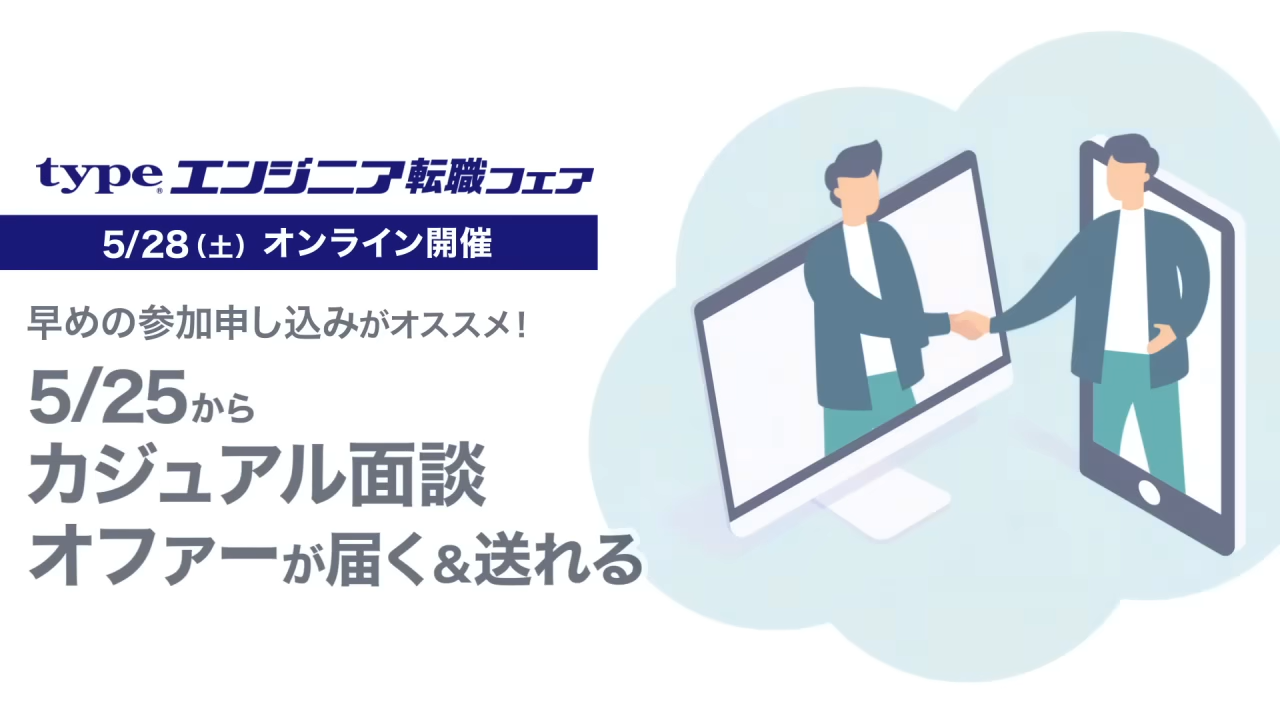 type® エンジニア転職フェア
5/28（土） オンライン開催
早めの参加申し込みがオススメ！
5/25から
カジュアル面談
オファーが届く&送れる